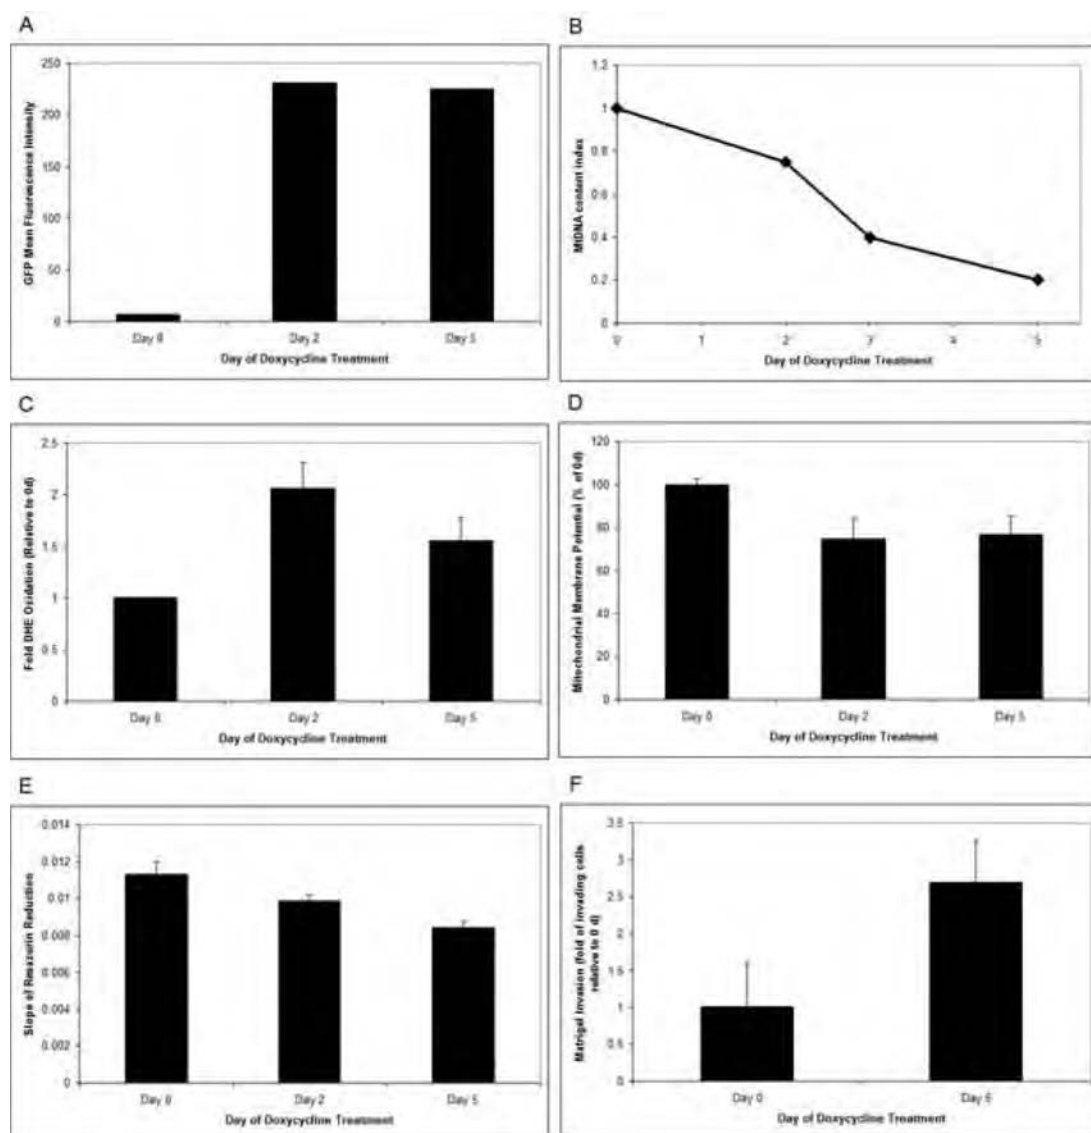 A
250
200
150
100
50
0
GFP Mean Fluorescence Intensity
Day 0
Day 2
Day 5
Day of Doxycycline Treatment
B
1.2
1
0.8
0.6
0.4
0.2
0
MtDNA content index
0
1
2
3
4
5
Day of Doxycycline Treatment
C
2.5
2
1.5
1
0.5
0
Fold DHE Oxidation (Relative to 0d)
Day 0
Day 2
Day 5
Day of Doxycycline Treatment
D
120
100
80
60
40
20
0
Mitochondrial Membrane Potential (% of 0d)
Day 0
Day 2
Day 5
Day of Doxycycline Treatment
E
0.014
0.012
0.01
0.008
0.006
0.004
0.002
0
Slope of Resazurin Reduction
Day 0
Day 2
Day 5
Day of Doxycycline Treatment
F
3.5
3
2.5
2
1.5
1
0.5
0
Matrigel Invasion (fold of invading cells
relative to 0 d)
Day 0
Day 5
Day of Doxycycline Treatment